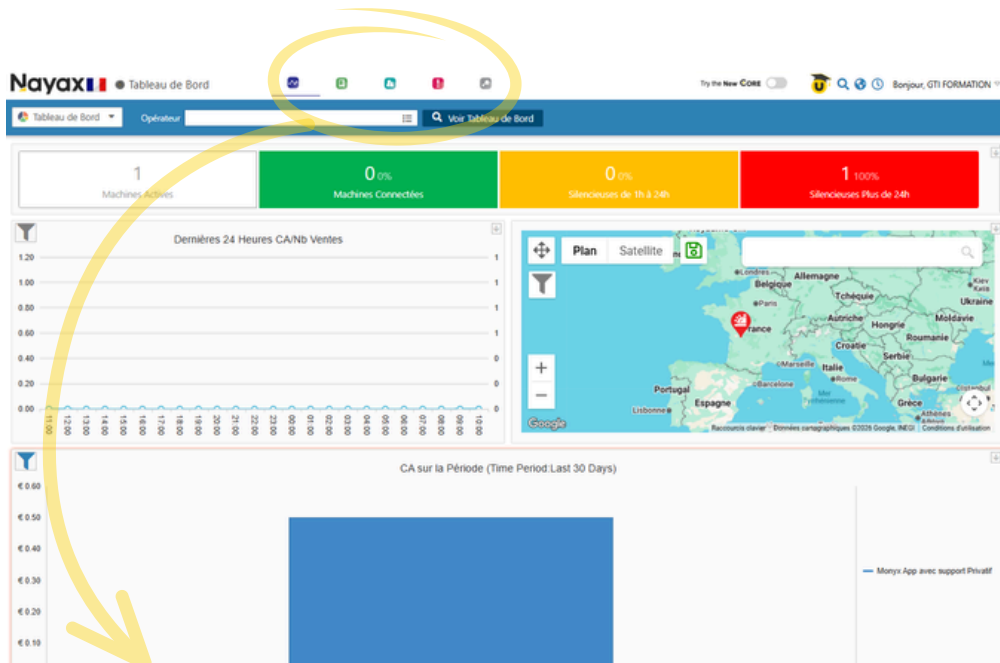 Nayax ● Tableau de Bord
Try the New CORE
Bonjour, GTI FORMATION
Tableau de Bord
Opérateur
Voir Tableau de Bord
1
Machines Actives
0 0%
Machines Connectées
0 0%
Silencieuses de 1h à 24h
1 100%
Silencieuses Plus de 24h
Dernières 24 Heures CA/Nb Ventes
1.20 1
1.00 1
0.80 1
0.60 1
0.40 0
0.20 0
0.00 0
11:00 12:00 13:00 14:00 15:00 16:00 17:00 18:00 19:00 20:00 21:00 22:00 23:00 00:00 01:00 02:00 03:00 04:00 05:00 06:00 07:00 08:00 09:00 10:00
Plan Satellite
Londres
Allemagne
Belgique
Kiev
Tchéquie
Ukraine
Paris
Autriche
Moldavie
France
Hongrie
Roumanie
Croatie
Serbie
Marseille
Italie
Rome
Bulgarie
Barcelone
Portugal
Espagne
Grèce
Lisbonne
Athènes
Google
Raccourcis clavier
Données cartographiques ©2026 Google, INEGI
Conditions d'utilisation
CA sur la Période (Time Period:Last 30 Days)
€ 0.60
€ 0.50
€ 0.40
€ 0.30
€ 0.20
€ 0.10
Monyx App avec support Privatif